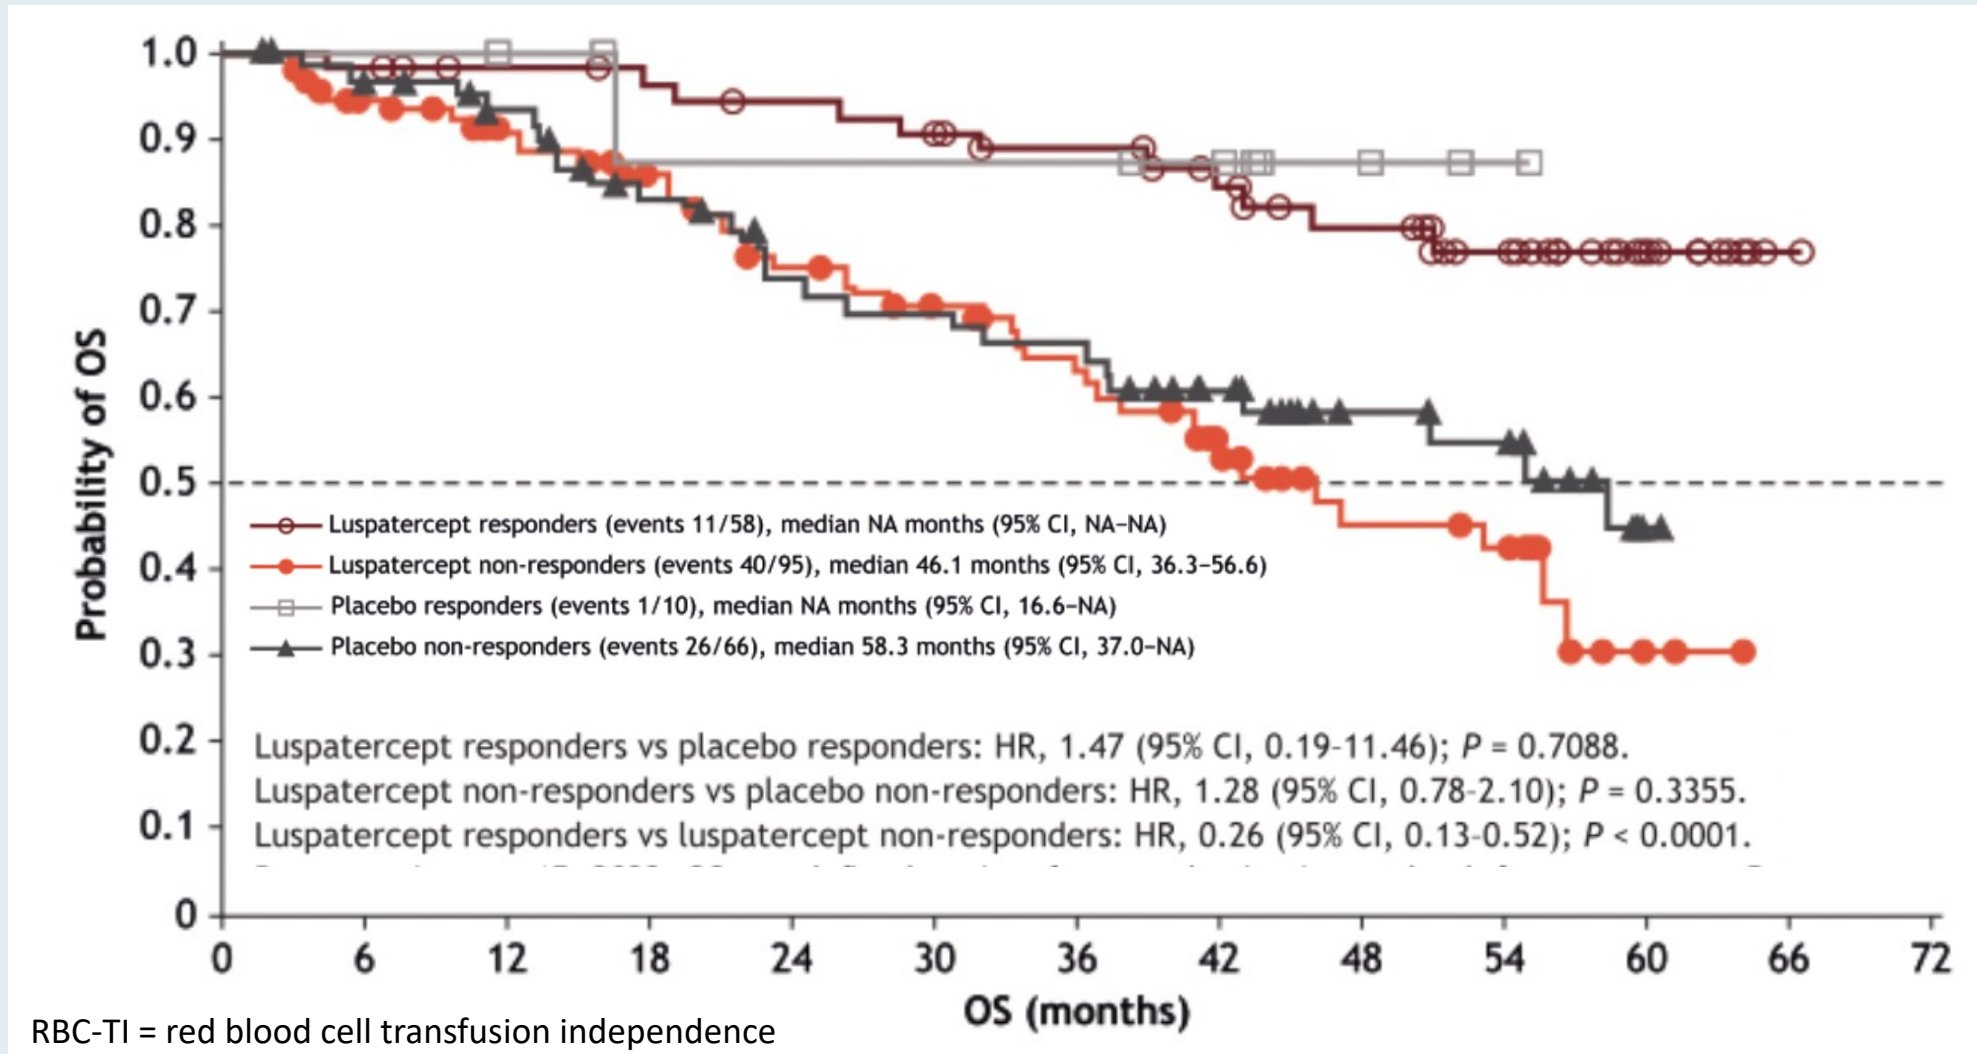 1.0
0.9
0.8
0.7
0.6
0.5
0.4
0.3
0.2
0.1
0
Probability of OS
Luspatercept responders (events 11/58), median NA months (95% CI, NA–NA)
Luspatercept non-responders (events 40/95), median 46.1 months (95% CI, 36.3–56.6)
Placebo responders (events 1/10), median NA months (95% CI, 16.6–NA)
Placebo non-responders (events 26/66), median 58.3 months (95% CI, 37.0–NA)
Luspatercept responders vs placebo responders: HR, 1.47 (95% CI, 0.19-11.46); P = 0.7088.
Luspatercept non-responders vs placebo non-responders: HR, 1.28 (95% CI, 0.78-2.10); P = 0.3355.
Luspatercept responders vs luspatercept non-responders: HR, 0.26 (95% CI, 0.13-0.52); P < 0.0001.
0 6 12 18 24 30 36 42 48 54 60 66 72
OS (months)
RBC-TI = red blood cell transfusion independence